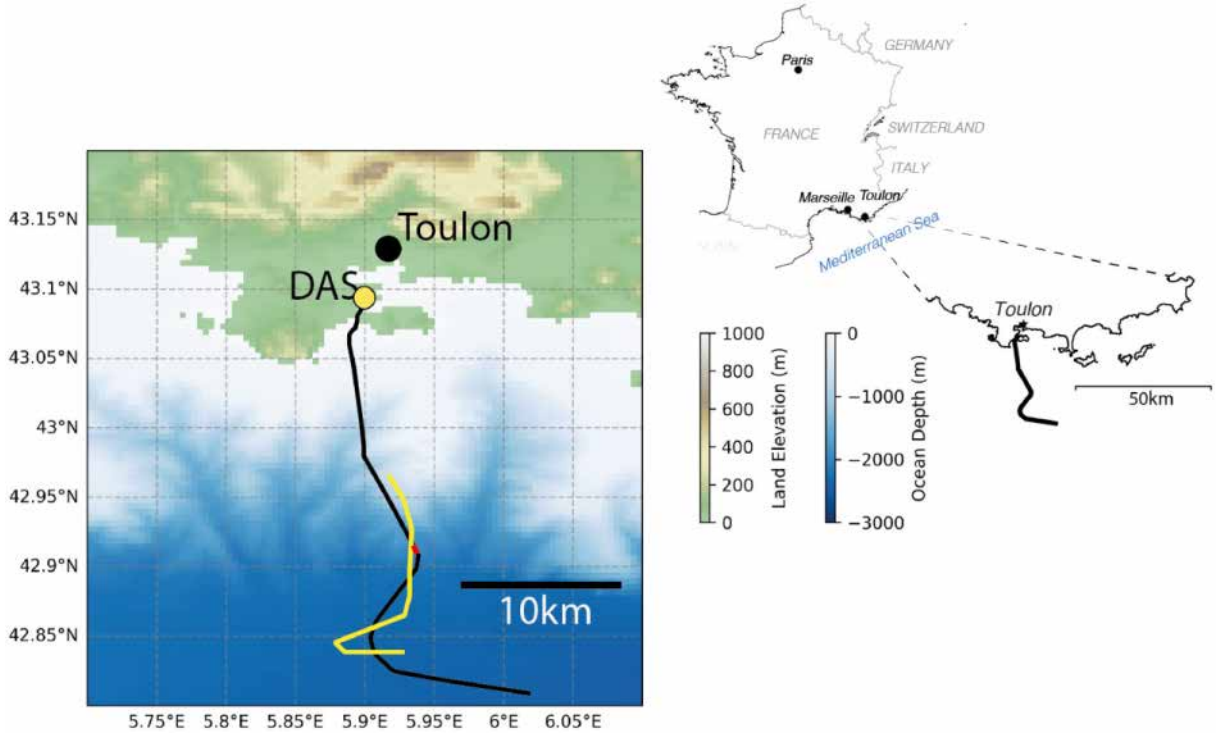 43.15°N
43.1°N
43.05°N
43°N
42.95°N
42.9°N
42.85°N
5.75°E
5.8°E
5.85°E
5.9°E
5.95°E
6°E
6.05°E
Toulon
DAS
10km
GERMANY
Paris
FRANCE
SWITZERLAND
ITALY
Marseille
Toulon
Mediterranean Sea
Toulon
50km
1000
800
600
400
200
0
Land Elevation (m)
0
−1000
−2000
−3000
Ocean Depth (m)